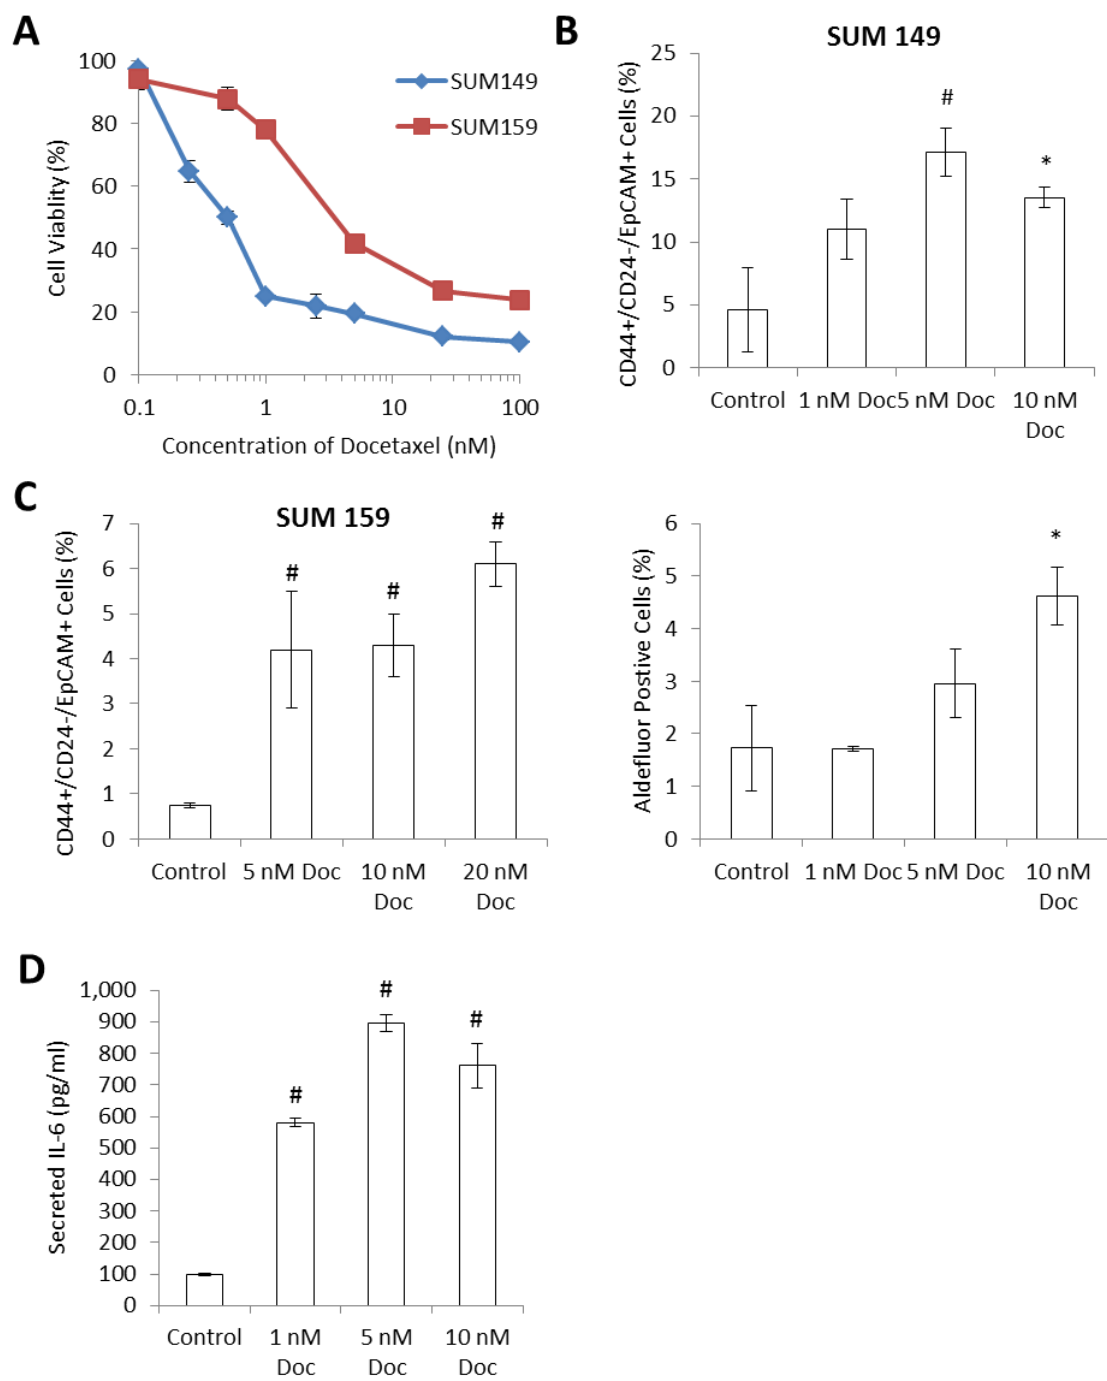 A
100
80
60
40
20
0
Cell Viablity (%)
SUM149
SUM159
0.1 1 10 100
Concentration of Docetaxel (nM)
B
SUM 149
25
20
15
10
5
0
CD44+/CD24-/EpCAM+ Cells (%)
#
*
Control 1 nM Doc 5 nM Doc 10 nM
Doc
C
SUM 159
7
6
5
4
3
2
1
0
CD44+/CD24-/EpCAM+ Cells (%)
#
#
#
Control 5 nM Doc 10 nM 20 nM
Doc Doc
6
5
4
3
2
1
0
Aldefluor Postive Cells (%)
*
Control 1 nM Doc 5 nM Doc 10 nM
Doc
D
1,000
900
800
700
600
500
400
300
200
100
0
Secreted IL-6 (pg/ml)
#
#
#
Control 1 nM 5 nM 10 nM
Doc Doc Doc